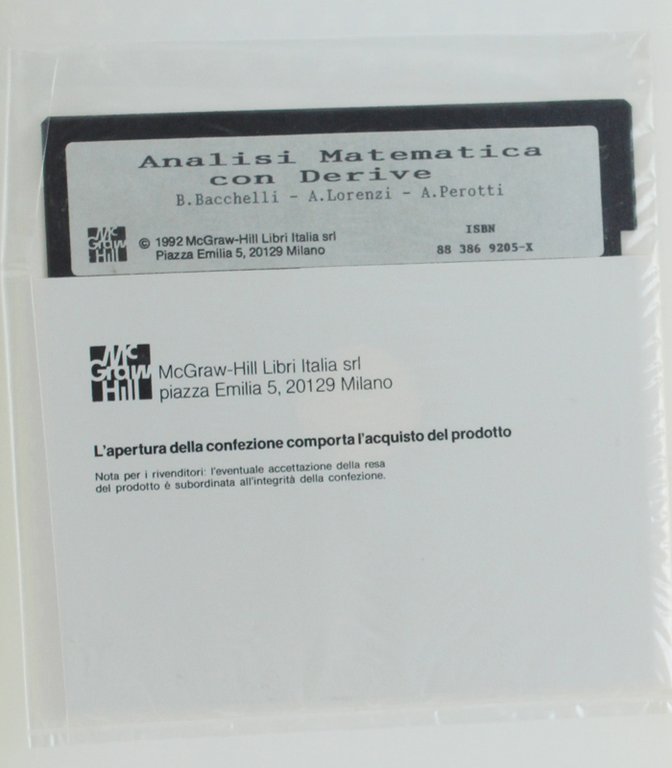 Analisi Matematica
con Derive
B.Bacchelli - A.Lorenzi - A.Perotti
Mc
Graw
Hill
© 1992 McGraw-Hill Libri Italia srl
Piazza Emilia 5, 20129 Milano
ISBN
88 386 9205-X
Mc
Graw
Hill
McGraw-Hill Libri Italia srl
piazza Emilia 5, 20129 Milano
L'apertura della confezione comporta l'acquisto del prodotto
Nota per i rivenditori: l'eventuale accettazione della resa
del prodotto è subordinata all'integrità della confezione.